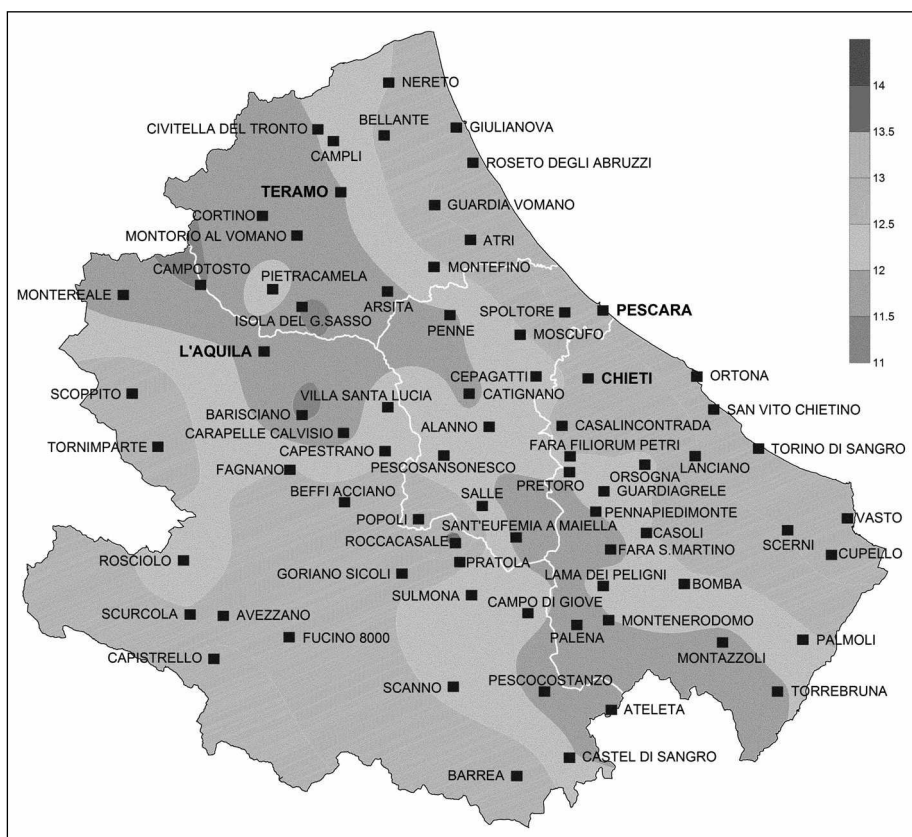 NERETO
14
CIVITELLA DEL TRONTO
BELLANTE
GIULIANOVA
13.5
CAMPLI
ROSETO DEGLI ABRUZZI
13
TERAMO
GUARDIA VOMANO
12.5
CORTINO
MONTORIO AL VOMANO
ATRI
12
CAMPOTOSTO
PIETRACAMELA
MONTEFINO
MONTEREALE
ARSITA
11.5
ISOLA DEL G.SASSO
PENNE
SPOLTORE
PESCARA
MOSCUFO
11
L'AQUILA
CEPAGATTI
CHIETI
ORTONA
SCOPPITO
VILLA SANTA LUCIA
CATIGNANO
BARISCIANO
SAN VITO CHIETINO
CARAPELLE CALVISIO
ALANNO
CASALINCONTRADA
TORNIMPARTE
CAPESTRANO
FARA FILIORUM PETRI
TORINO DI SANGRO
FAGNANO
PESCOSANSONESCO
ORSOGNA
LANCIANO
PRETORO
BEFFI ACCIANO
SALLE
GUARDIAGRELE
POPOLI
SANT'EUFEMIA A MAIELLA
PENNAPIEDIMONTE
VASTO
ROCCACASALE
CASOLI
SCERNI
FARA S.MARTINO
CUPELLO
ROSCIOLO
PRATOLA
GORIANO SICOLI
LAMA DEI PELIGNI
BOMBA
SULMONA
CAMPO DI GIOVE
SCURCOLA
AVEZZANO
MONTENERODOMO
FUCINO 8000
PALENA
PALMOLI
CAPISTRELLO
MONTAZZOLI
SCANNO
PESCOCOSTANZO
TORREBRUNA
ATELETA
CASTEL DI SANGRO
BARREA